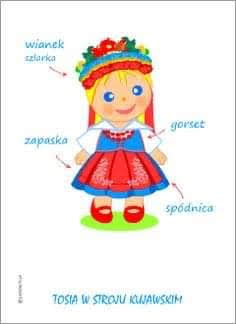 wianek
szlarka
gorset
zapaska
spódnica
TOSIA W STROJU KUJAWSKIM